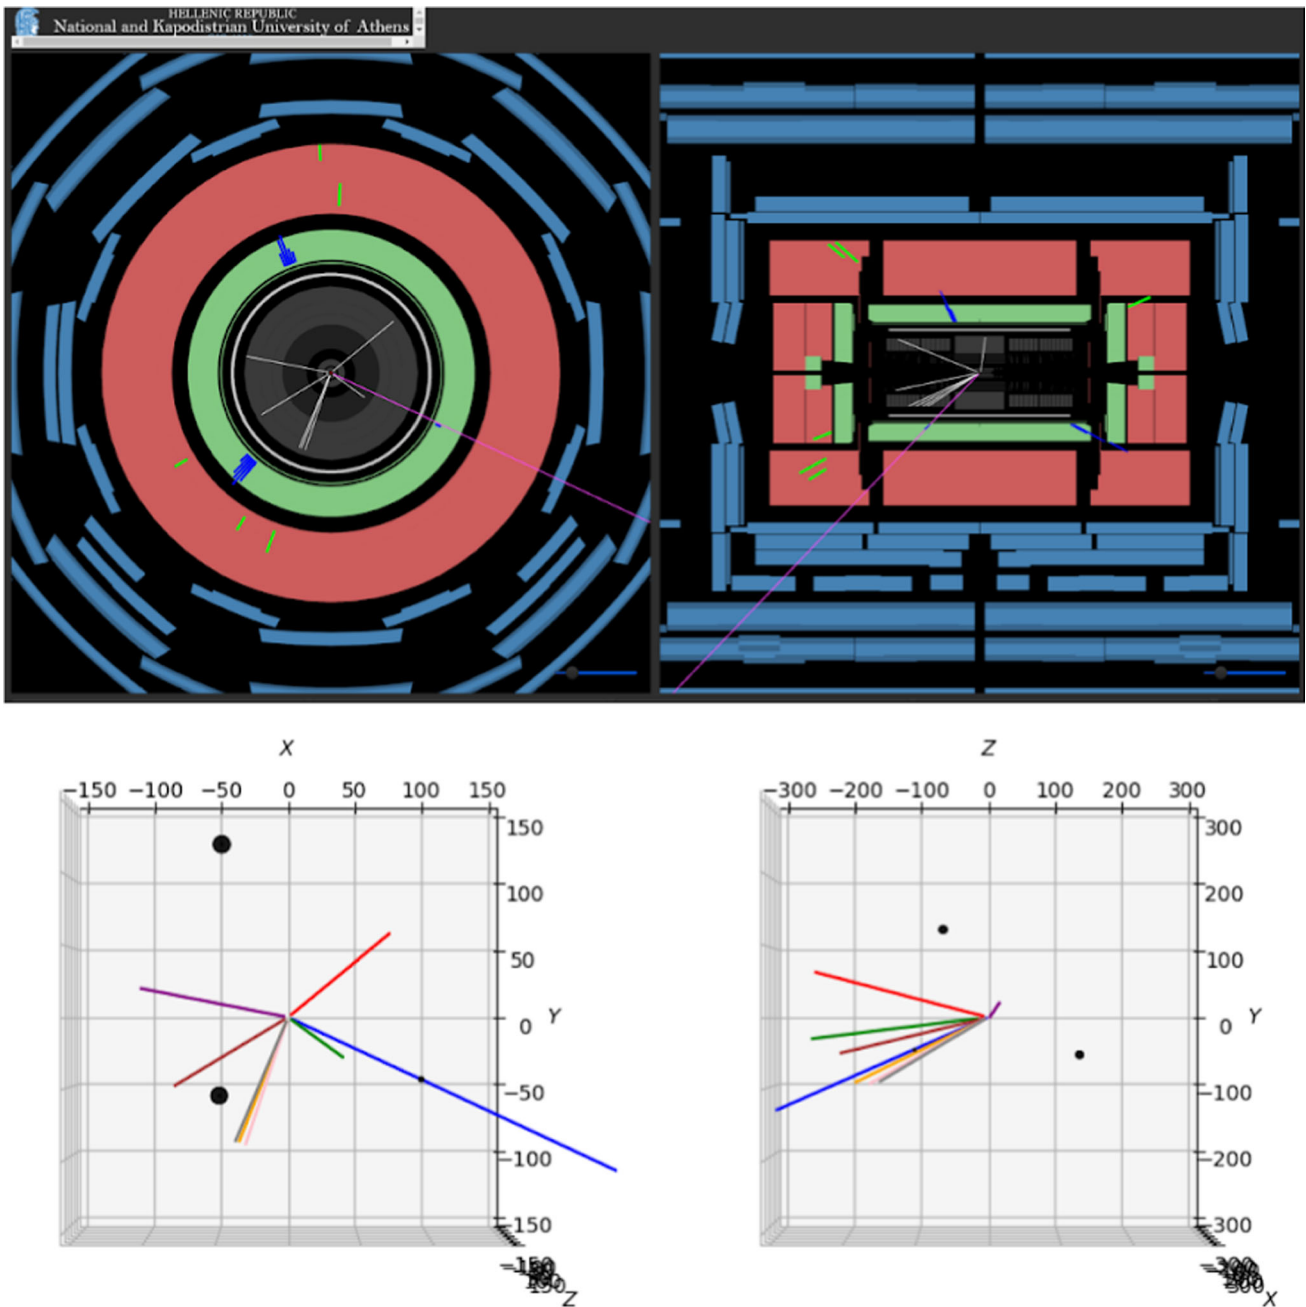 HELLENIC REPUBLIC
National and Kapodistrian University of Athens
X
−150 −100 −50 0 50 100 150
150
100
50
0 Y
−50
−100
−150
Z
Z
−300 −200 −100 0 100 200 300
300
200
100
0 Y
−100
−200
−300
X